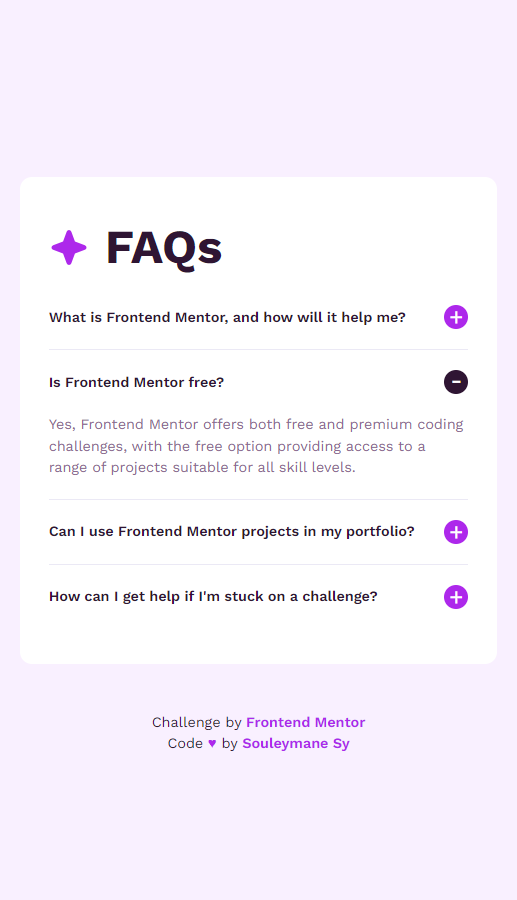 FAQs
What is Frontend Mentor, and how will it help me?
Is Frontend Mentor free?
Yes, Frontend Mentor offers both free and premium coding
challenges, with the free option providing access to a
range of projects suitable for all skill levels.
Can I use Frontend Mentor projects in my portfolio?
How can I get help if I'm stuck on a challenge?
Challenge by Frontend Mentor
Code ♥ by Souleymane Sy